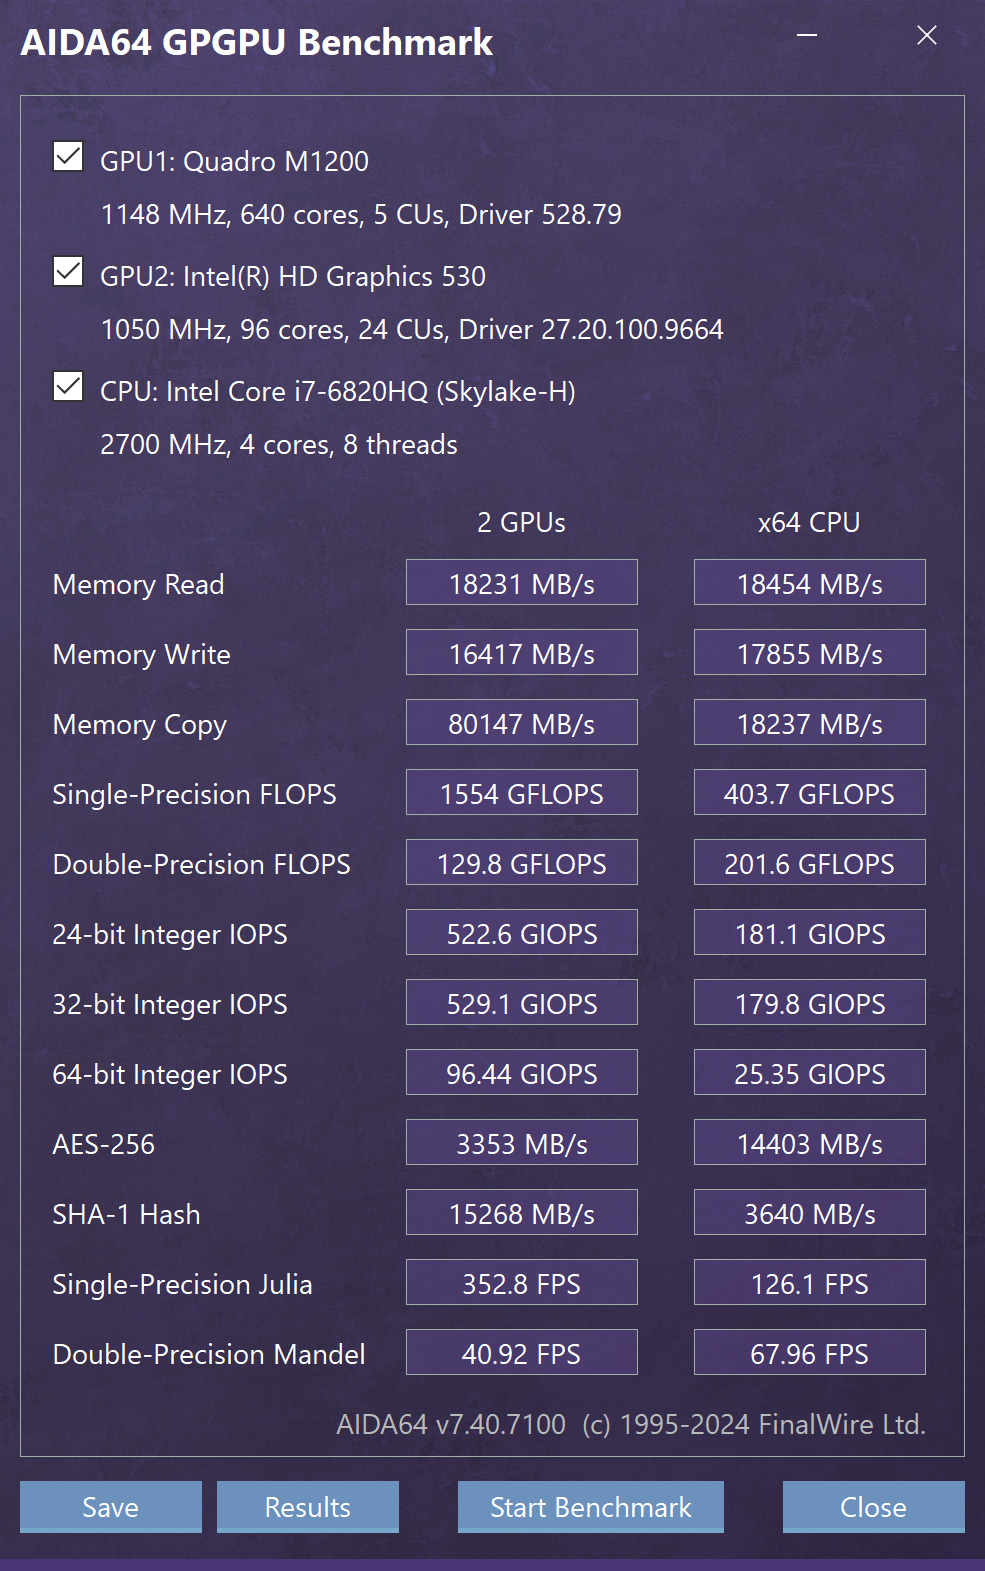 AIDA64 GPGPU Benchmark
GPU1: Quadro M1200
1148 MHz, 640 cores, 5 CUs, Driver 528.79
GPU2: Intel(R) HD Graphics 530
1050 MHz, 96 cores, 24 CUs, Driver 27.20.100.9664
CPU: Intel Core i7-6820HQ (Skylake-H)
2700 MHz, 4 cores, 8 threads
2 GPUs x64 CPU
Memory Read 18231 MB/s 18454 MB/s
Memory Write 16417 MB/s 17855 MB/s
Memory Copy 80147 MB/s 18237 MB/s
Single-Precision FLOPS 1554 GFLOPS 403.7 GFLOPS
Double-Precision FLOPS 129.8 GFLOPS 201.6 GFLOPS
24-bit Integer IOPS 522.6 GIOPS 181.1 GIOPS
32-bit Integer IOPS 529.1 GIOPS 179.8 GIOPS
64-bit Integer IOPS 96.44 GIOPS 25.35 GIOPS
AES-256 3353 MB/s 14403 MB/s
SHA-1 Hash 15268 MB/s 3640 MB/s
Single-Precision Julia 352.8 FPS 126.1 FPS
Double-Precision Mandel 40.92 FPS 67.96 FPS
AIDA64 v7.40.7100 (c) 1995-2024 FinalWire Ltd.
Save Results Start Benchmark Close